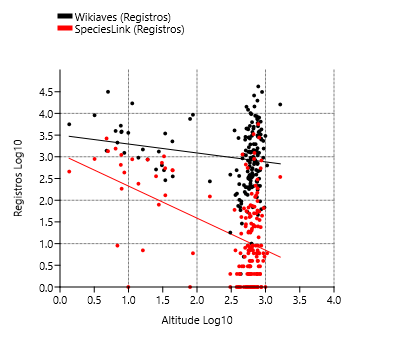 Wikiaves (Registros)
SpeciesLink (Registros)
4.5
4.0
3.5
3.0
2.5
2.0
1.5
1.0
0.5
0.0
Registros Log10
0.0 0.5 1.0 1.5 2.0 2.5 3.0 3.5 4.0
Altitude Log10